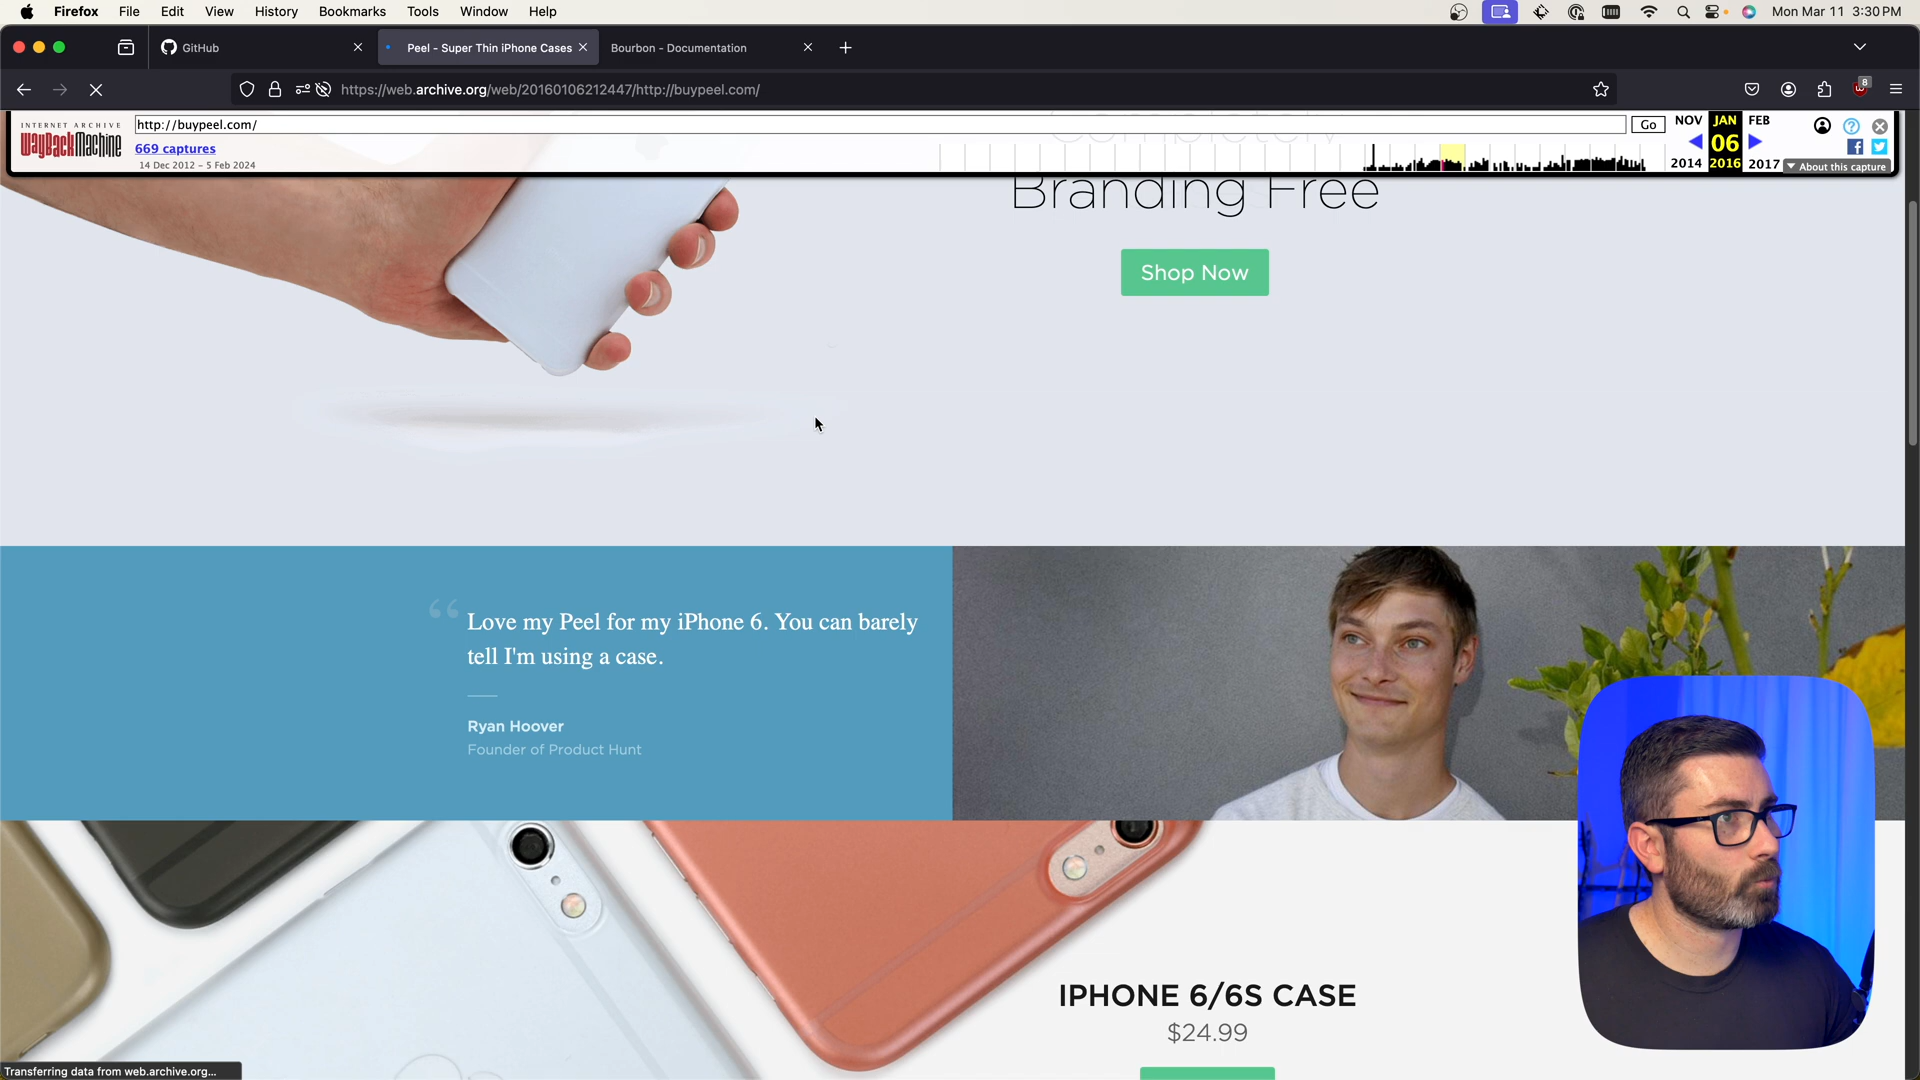 Firefox File Edit View History Bookmarks Tools Window Help Mon Mar 11 3:30 PM
GitHub Peel - Super Thin iPhone Cases Bourbon - Documentation
https://web.archive.org/web/20160106212447/http://buypeel.com/ 8
INTERNET ARCHIVE
WayBackMachine
http://buypeel.com/ Go NOV JAN FEB
669 captures 06
14 Dec 2012 – 5 Feb 2024 2014 2016 2017 About this capture
Completely
Branding Free
Shop Now
“ Love my Peel for my iPhone 6. You can barely
tell I'm using a case.
Ryan Hoover
Founder of Product Hunt
IPHONE 6/6S CASE
$24.99
Transferring data from web.archive.org...